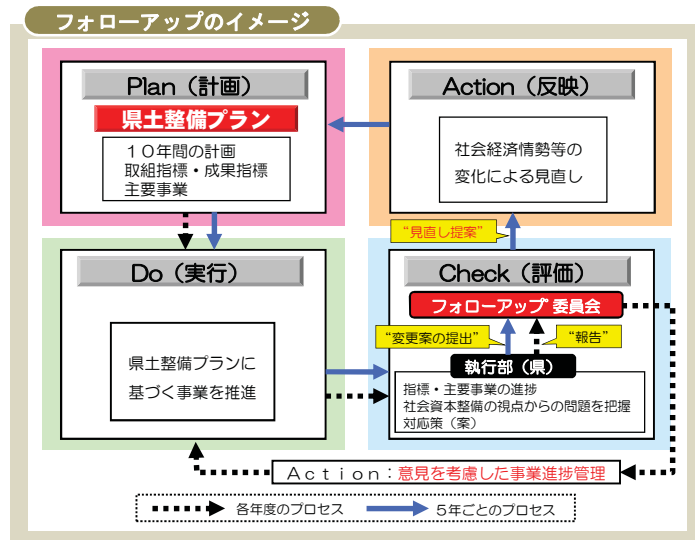 フォローアップのイメージ
Plan（計画）
県土整備プラン
１０年間の計画
取組指標・成果指標
主要事業
Action（反映）
社会経済情勢等の
変化による見直し
“見直し提案”
Do（実行）
県土整備プランに
基づく事業を推進
Check（評価）
フォローアップ委員会
“変更案の提出”
“報告”
執行部（県）
指標・主要事業の進捗
社会資本整備の視点からの問題を把握
対応策（案）
Ａｃｔｉｏｎ：意見を考慮した事業進捗管理
各年度のプロセス
５年ごとのプロセス